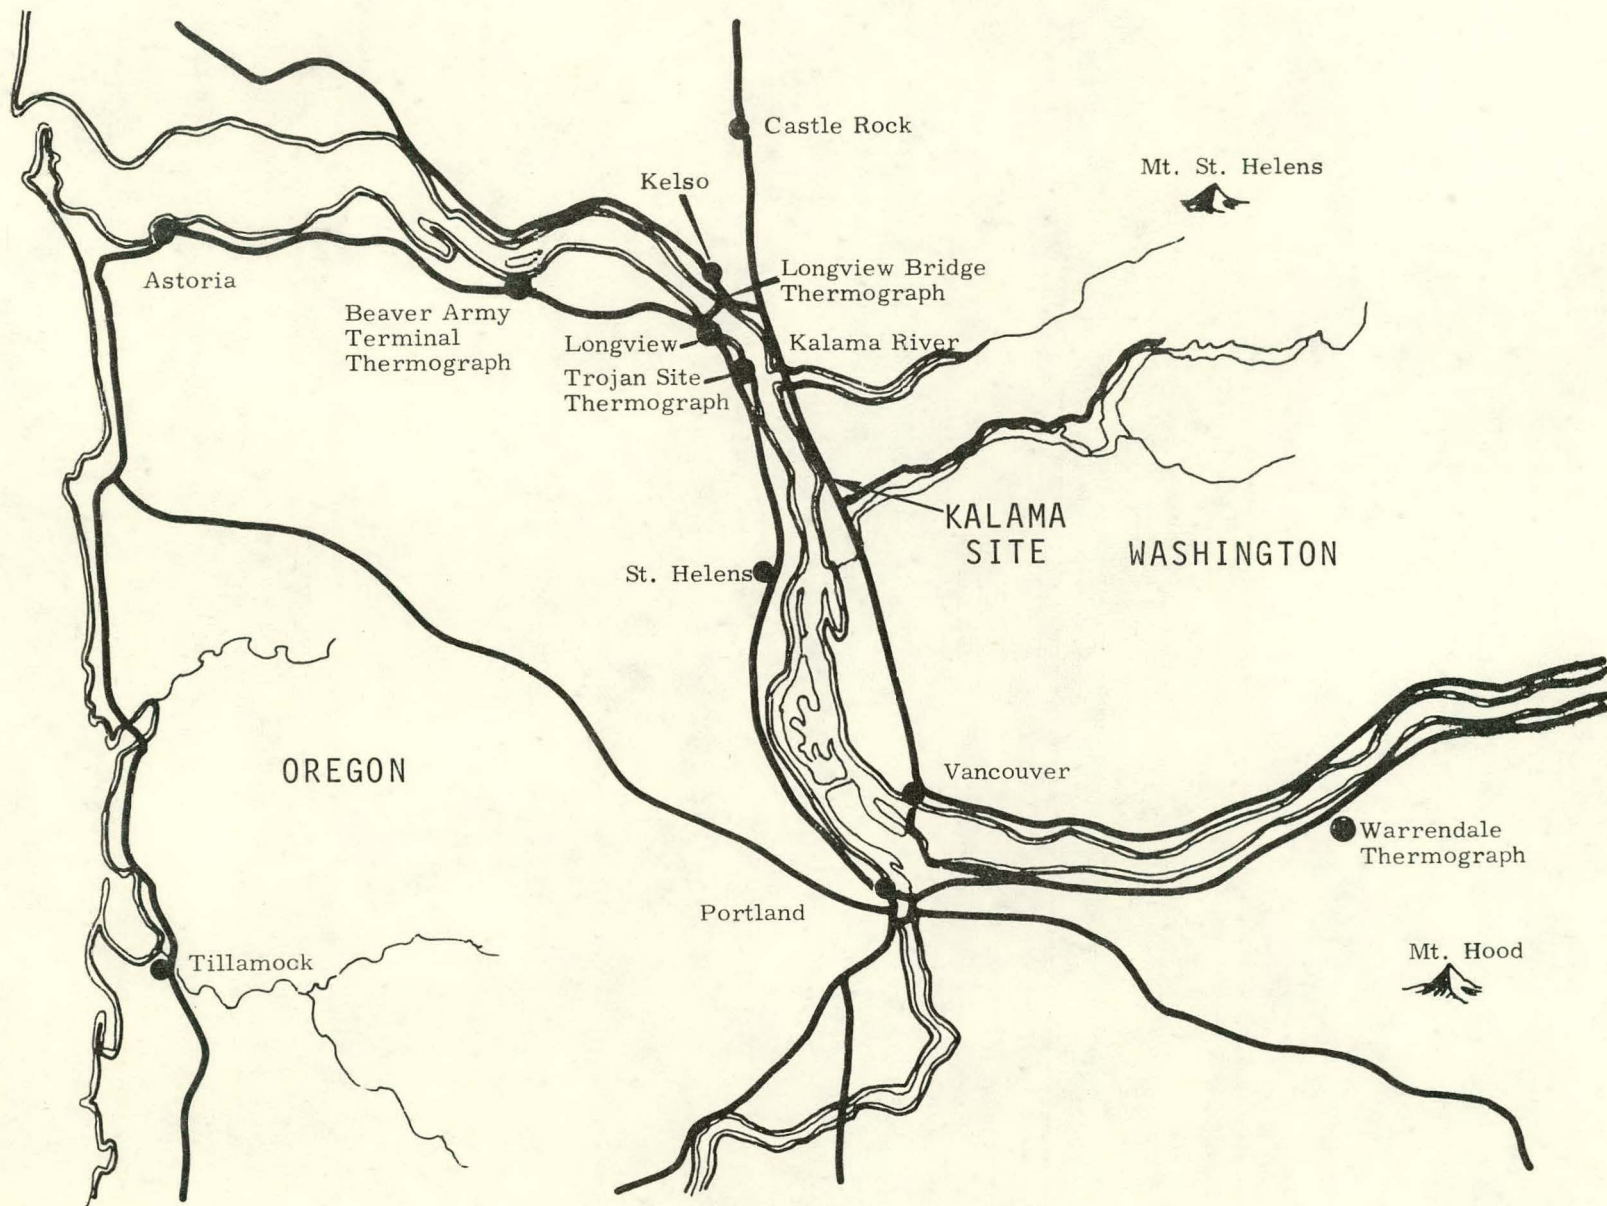 Castle Rock
Mt. St. Helens
Kelso
Longview Bridge
Thermograph
Astoria
Beaver Army
Terminal
Thermograph
Longview
Kalama River
Trojan Site
Thermograph
KALAMA
SITE
WASHINGTON
St. Helens
OREGON
Vancouver
Warrendale
Thermograph
Portland
Mt. Hood
Tillamock